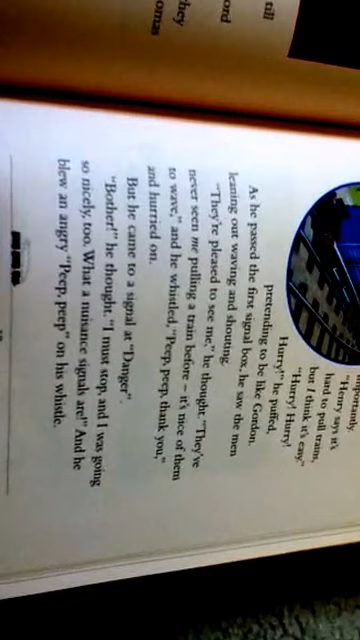 till
ord
they
omas
importantly.
"Henry says it's
hard to pull trains,
but I think it's easy."
"Hurry! Hurry!
Hurry!" he puffed,
pretending to be like Gordon.
As he passed the first signal box, he saw the men
leaning out waving and shouting.
"They're pleased to see me," he thought. "They've
never seen me pulling a train before – it's nice of them
to wave," and he whistled, "Peep, peep, thank you,"
and hurried on.
But he came to a signal at "Danger".
"Bother!" he thought. "I must stop, and I was going
so nicely, too. What a nuisance signals are!" And he
blew an angry "Peep, peep" on his whistle.